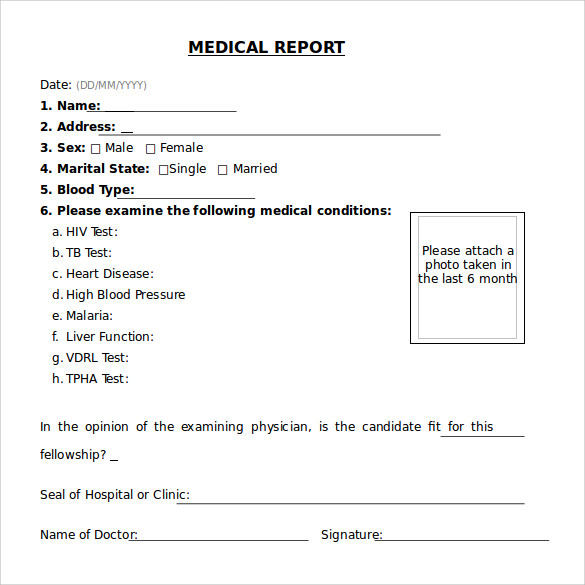 MEDICAL REPORT
Date: (DD/MM/YYYY)
1. Name: _____
2. Address: __
3. Sex: □ Male □ Female
4. Marital State: □Single □ Married
5. Blood Type:
6. Please examine the following medical conditions:
a. HIV Test:
b. TB Test:
c. Heart Disease:
d. High Blood Pressure
e. Malaria:
f. Liver Function:
g. VDRL Test:
h. TPHA Test:
Please attach a
photo taken in
the last 6 month
In the opinion of the examining physician, is the candidate fit for this
fellowship? _
Seal of Hospital or Clinic:
Name of Doctor: Signature: